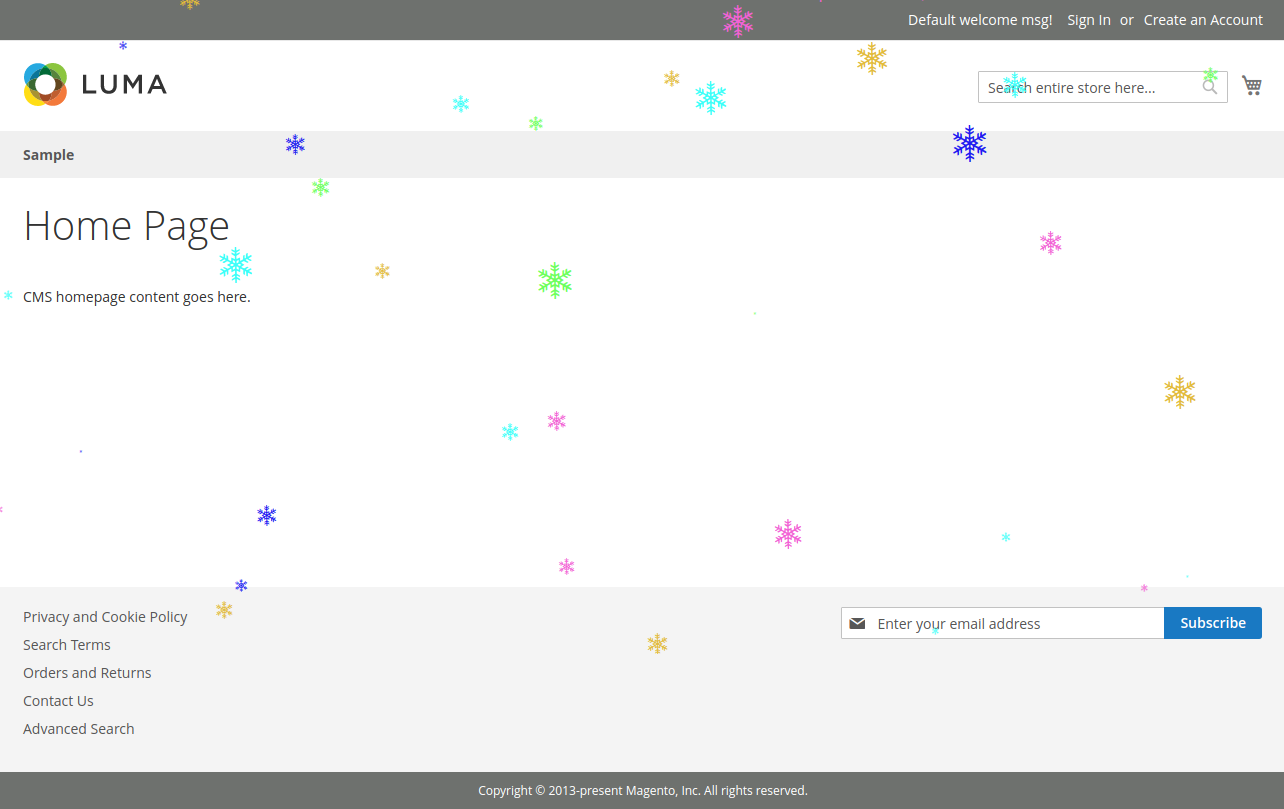 Default welcome msg! Sign In or Create an Account
LUMA
Search entire store here...
Sample
Home Page
CMS homepage content goes here.
Privacy and Cookie Policy
Search Terms
Orders and Returns
Contact Us
Advanced Search
Enter your email address
Subscribe
Copyright © 2013-present Magento, Inc. All rights reserved.